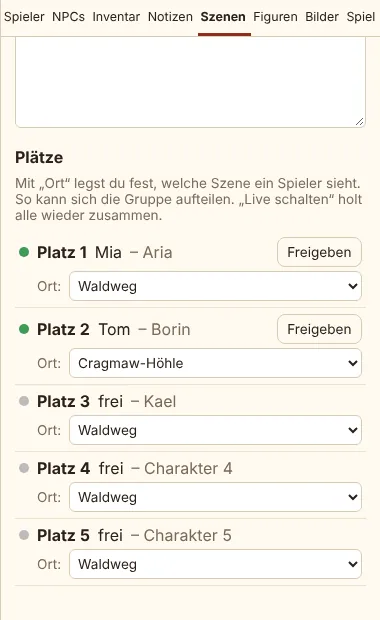 Spieler NPCs Inventar Notizen Szenen Figuren Bilder Spiel
Plätze
Mit „Ort“ legst du fest, welche Szene ein Spieler sieht.
So kann sich die Gruppe aufteilen. „Live schalten“ holt
alle wieder zusammen.
Platz 1 Mia – Aria Freigeben
Ort: Waldweg
Platz 2 Tom – Borin Freigeben
Ort: Cragmaw-Höhle
Platz 3 frei – Kael
Ort: Waldweg
Platz 4 frei – Charakter 4
Ort: Waldweg
Platz 5 frei – Charakter 5
Ort: Waldweg